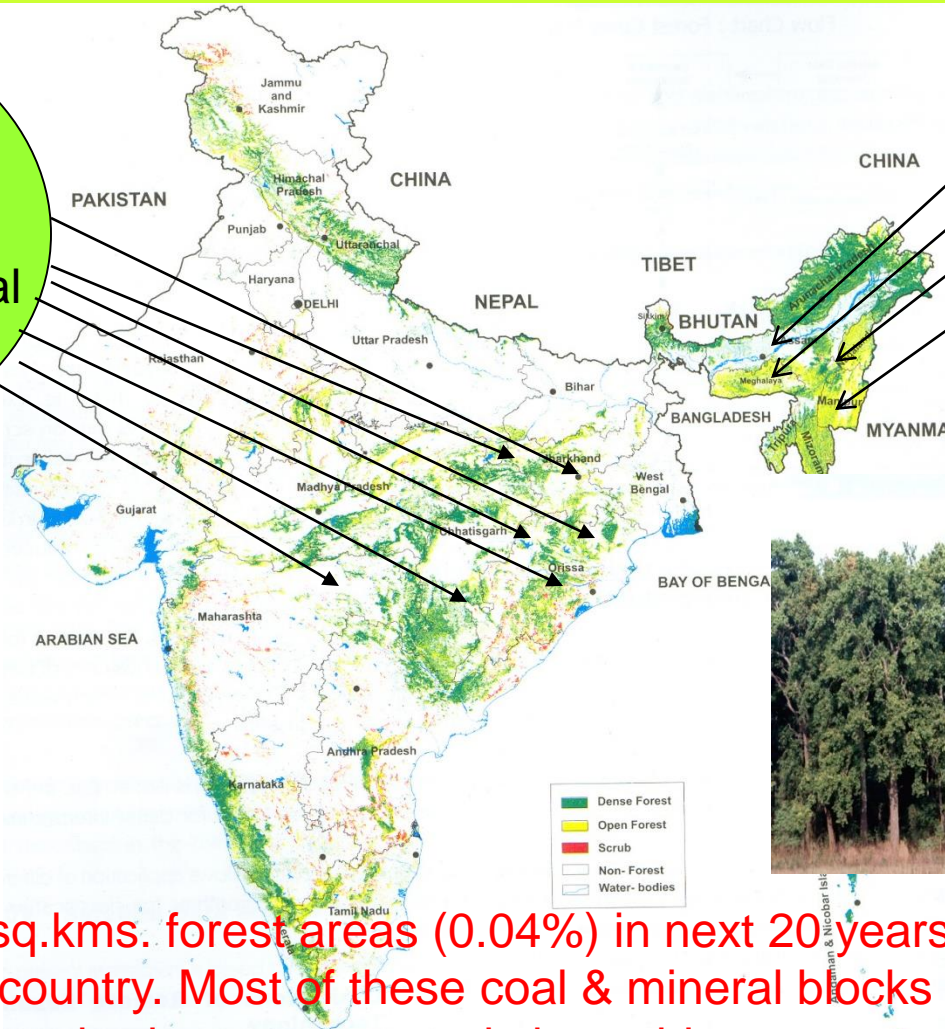 Jammu
and
Kashmir
CHINA
CHINA
PAKISTAN
Himachal
Pradesh
Punjab
Uttaranchal
Haryana
TIBET
al
DELHI
NEPAL
Arunachal Pradesh
Sikkim
BHUTAN
Rajasthan
Uttar Pradesh
Assam
Meghalaya
Bihar
Manipur
BANGLADESH
MYANMA
Tripura
Mizoram
Jharkhand
West
Bengal
Madhya Pradesh
Gujarat
Chhatisgarh
Orissa
BAY OF BENGA
Maharashta
ARABIAN SEA
Andhra Pradesh
Karnataka
Dense Forest
Open Forest
Scrub
Non- Forest
Water- bodies
Tamil Nadu
Kerala
Andaman & Nicobar Isla
sq.kms. forest areas (0.04%) in next 20 years
country. Most of these coal & mineral blocks